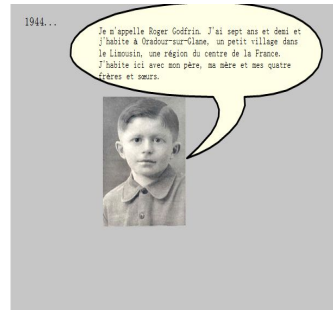 1944...
Je m'appelle Roger Godfrin. J'ai sept ans et demi et
j'habite à Oradour-sur-Glane, un petit village dans
le Limousin, une région du centre de la France.
J'habite ici avec mon père, ma mère et mes quatre
frères et sœurs.